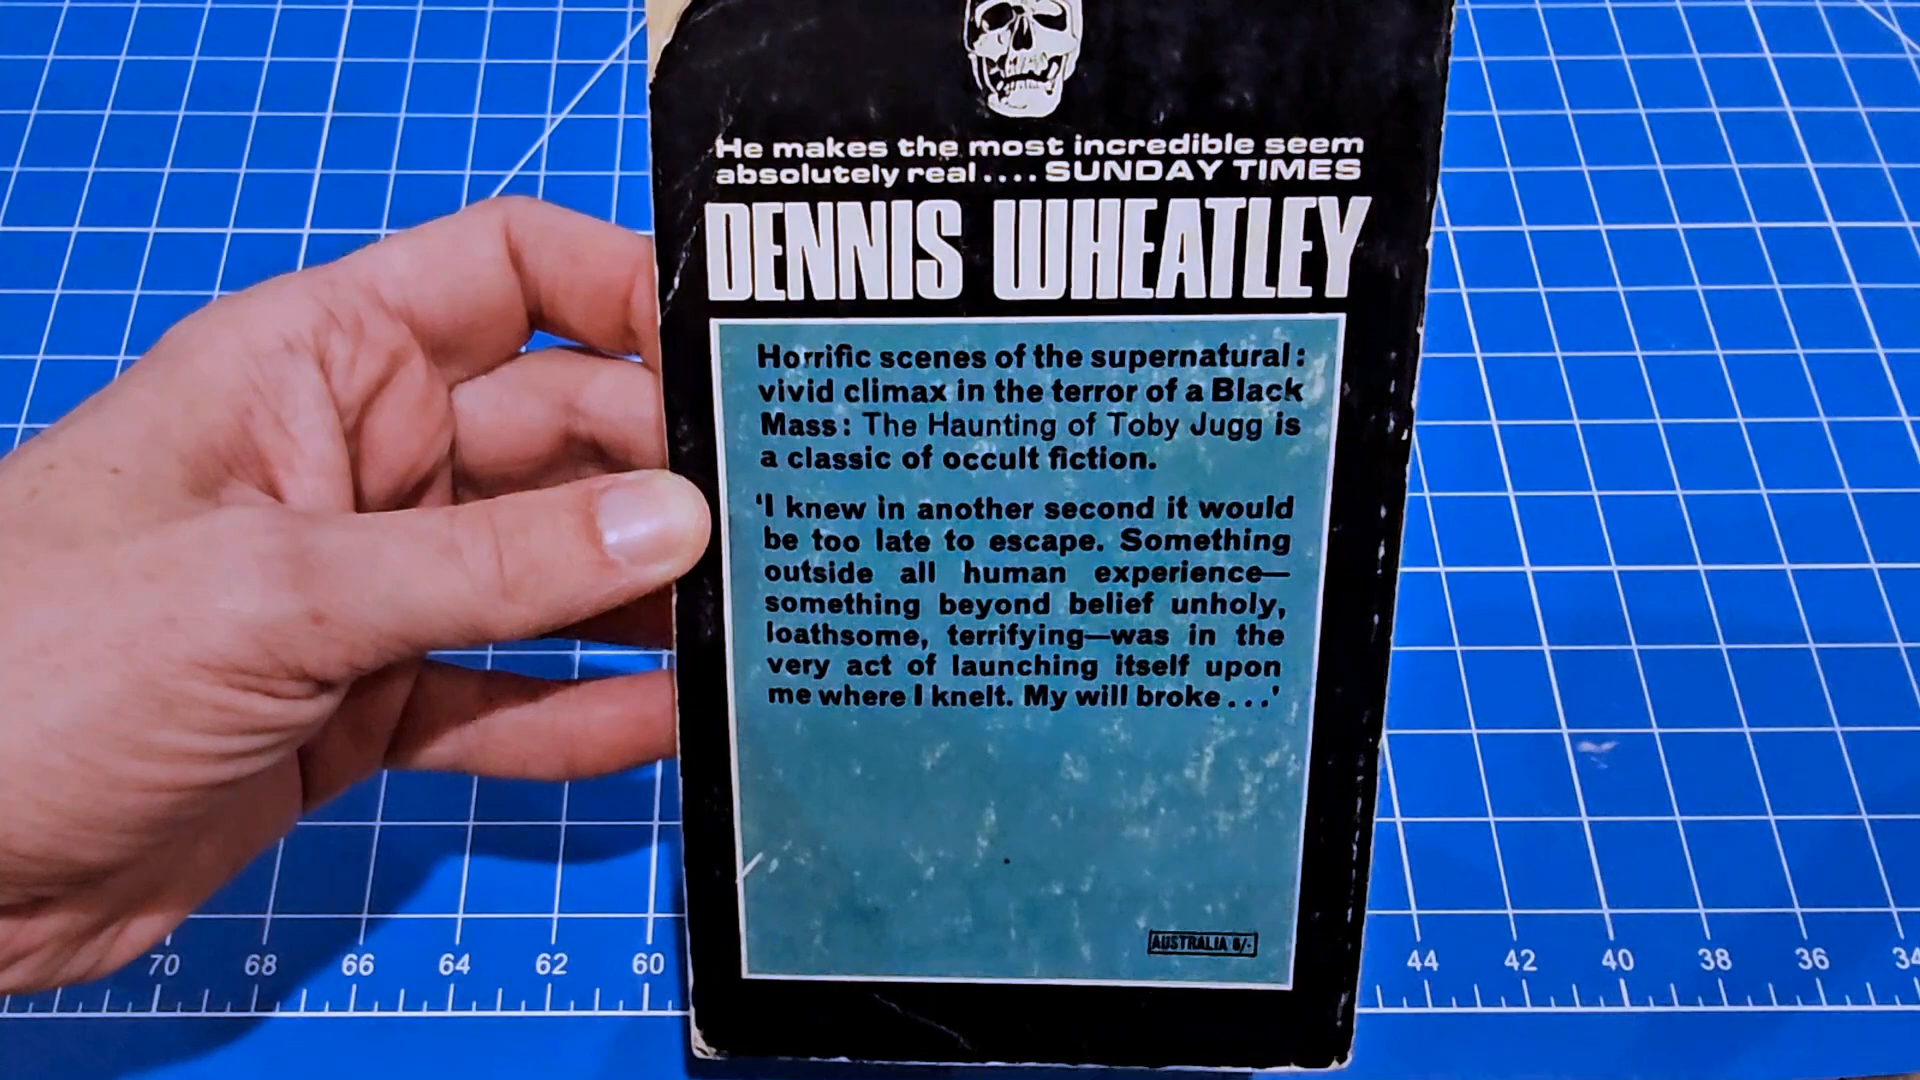 He makes the most incredible seem
absolutely real.... SUNDAY TIMES
DENNIS WHEATLEY
Horrific scenes of the supernatural:
vivid climax in the terror of a Black
Mass: The Haunting of Toby Jugg is
a classic of occult fiction.
'I knew in another second it would
be too late to escape. Something
outside all human experience—
something beyond belief unholy,
loathsome, terrifying—was in the
very act of launching itself upon
me where I knelt. My will broke...'
AUSTRALIA 6/-
70 68 66 64 62 60 44 42 40 38 36 34